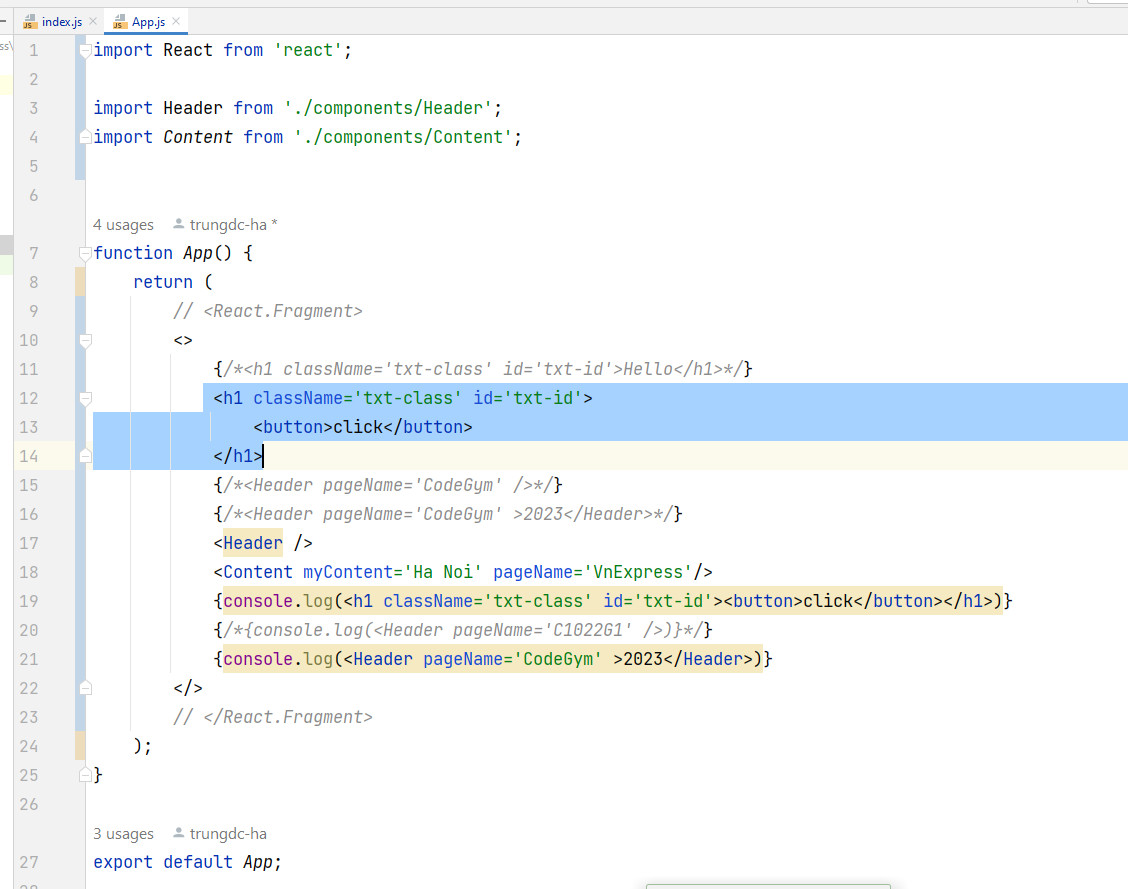 index.js App.js
ss\
1 import React from 'react';
2
3 import Header from './components/Header';
4 import Content from './components/Content';
5
6
4 usages trungdc-ha *
7 function App() {
8 return (
9 // <React.Fragment>
10 <>
11 {/*<h1 className='txt-class' id='txt-id'>Hello</h1>*/}
12 <h1 className='txt-class' id='txt-id'>
13 <button>click</button>
14 </h1>
15 {/*<Header pageName='CodeGym' />*/}
16 {/*<Header pageName='CodeGym' >2023</Header>*/}
17 <Header />
18 <Content myContent='Ha Noi' pageName='VnExpress'/>
19 {console.log(<h1 className='txt-class' id='txt-id'><button>click</button></h1>)}
20 {/*{console.log(<Header pageName='C1022G1' />)}*/}
21 {console.log(<Header pageName='CodeGym' >2023</Header>)}
22 </>
23 // </React.Fragment>
24 );
25 }
26
3 usages trungdc-ha
27 export default App;
28